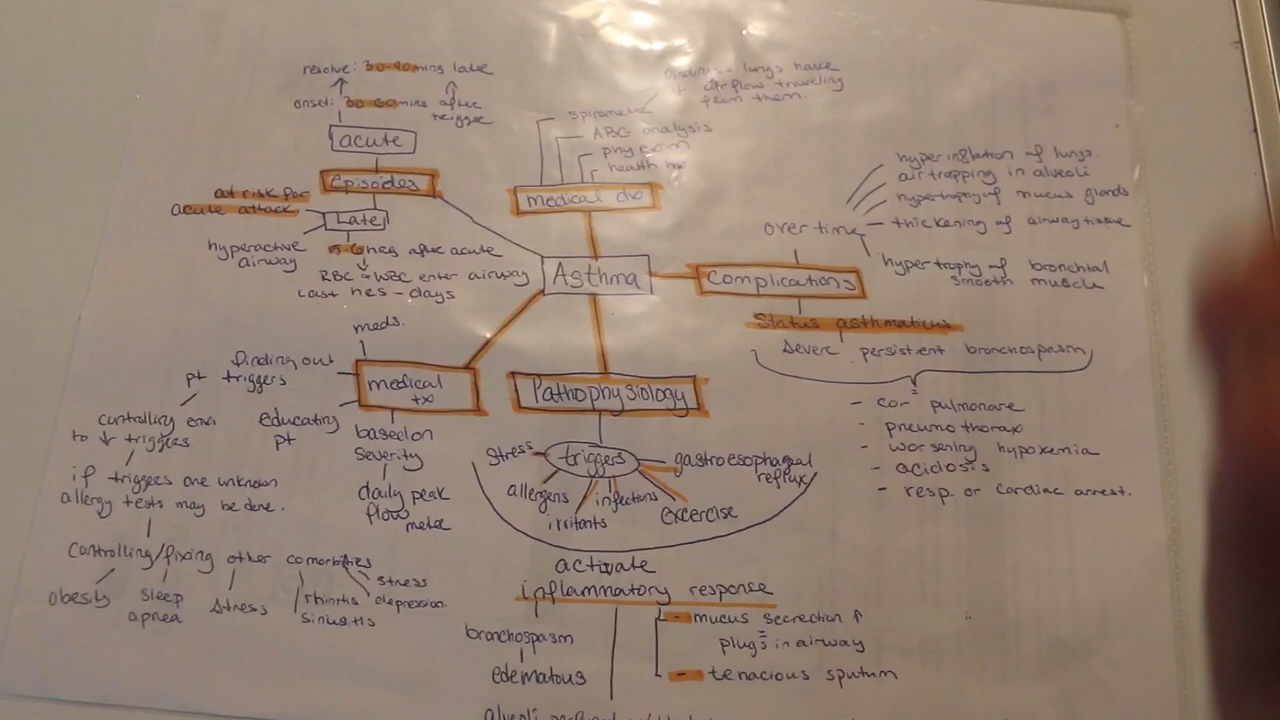 resolve: 30-90mins later
onset: 30-60mins after
trigger
acute
Episodes
at risk for
acute attack
Late
hyperactive
airway
5-6hrs after acute
RBC & WBC enter airway
Last hrs - days
lungs have
airflow traveling
from them.
ABG analysis
phy exam
health hx
medical dx
Asthma
Complications
over time
hyperinflation of lungs.
air trapping in alveoli
hypertrophy of mucus glands
thickening of airway tissue
hypertrophy of bronchial
smooth muscle
Status asthmaticus
severe, persistent bronchospasm
- cor pulmonare
- pneumothorax
- worsening hypoxemia
- acidosis
- resp. or cardiac arrest.
meds.
finding out
pt triggers
medical
tx
controlling
to ↓ triggers
educating
pt
based on
severity
if triggers are unknown
allergy tests may be done.
daily peak
flow
meter
controlling/fixing other comorbities
obesity
sleep
apnea
stress
rhinitis
sinusitis
stress
depression.
Pathophysiology
triggers
stress
allergens
irritants
infections
excercise
gastroesophageal
reflux
activate
inflammatory response
bronchospasm
edematous
- mucus secretion ↑
plugs in airway
- tenacious sputum
alveoli